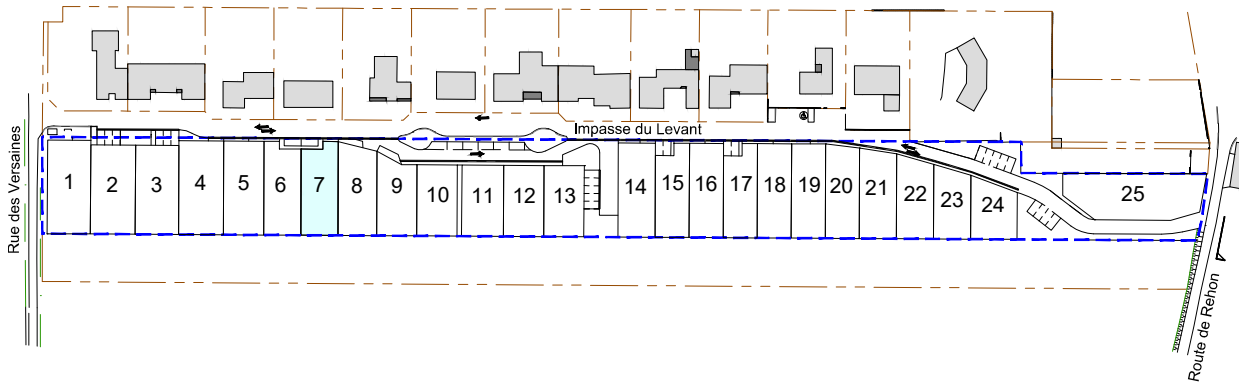 Impasse du Levant
Rue des Versaines
1 2 3 4 5 6 7 8 9 10 11 12 13 14 15 16 17 18 19 20 21 22 23 24 25
Route de Rehon